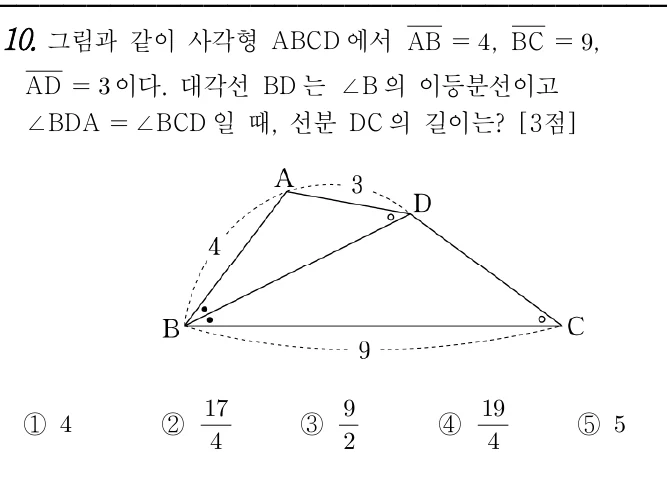 10. 그림과 같이 사각형 ABCD에서 AB = 4, BC = 9,
AD = 3이다. 대각선 BD는 ∠B의 이등분선이고
∠BDA = ∠BCD일 때, 선분 DC의 길이는? [3점]
A
3
D
4
B
C
9
① 4 ② 17/4 ③ 9/2 ④ 19/4 ⑤ 5